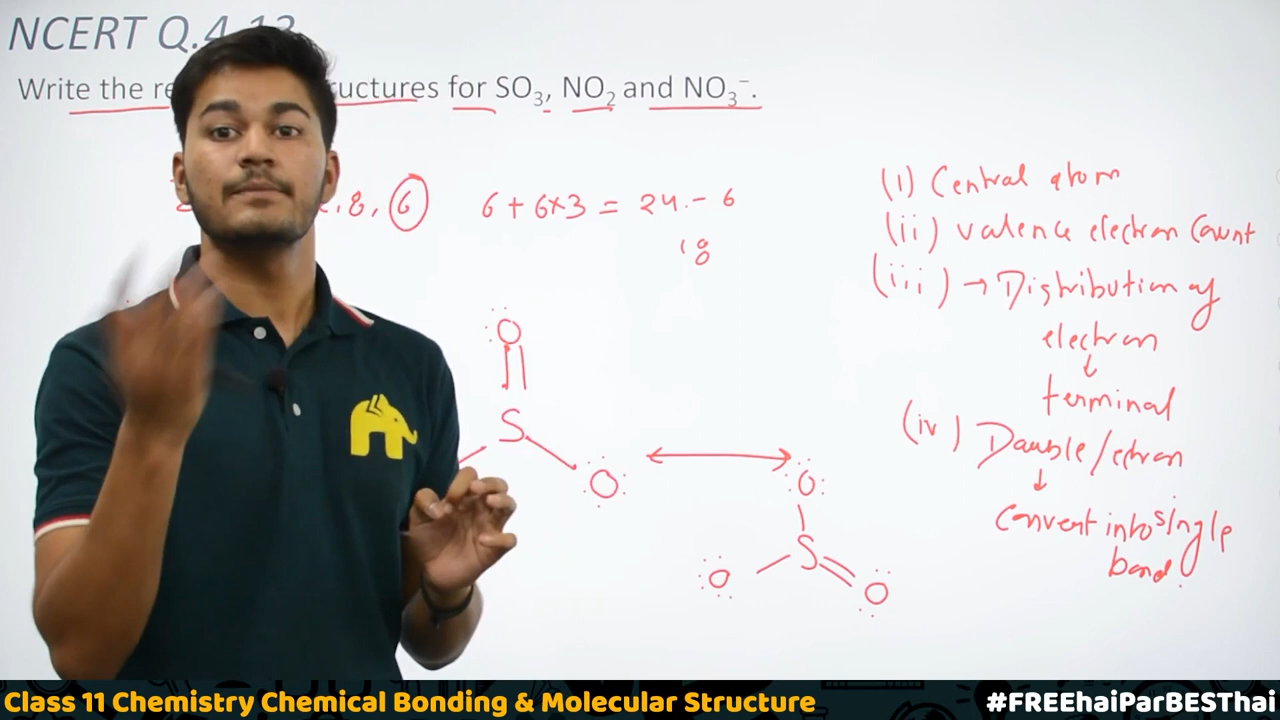 NCERT Q.4.13
Write the re uctures for SO₃, NO₂ and NO₃⁻.
, 8, 6 6 + 6×3 = 24 - 6
18
(i) Central atom
(ii) valence electron Count
(iii) → Distribution of
electron
↓
terminal
(iv) Double/
↓
Convert into single
bond
O
S
O
O
S
O
O
Class 11 Chemistry Chemical Bonding & Molecular Structure
#FREEhaiParBESThai